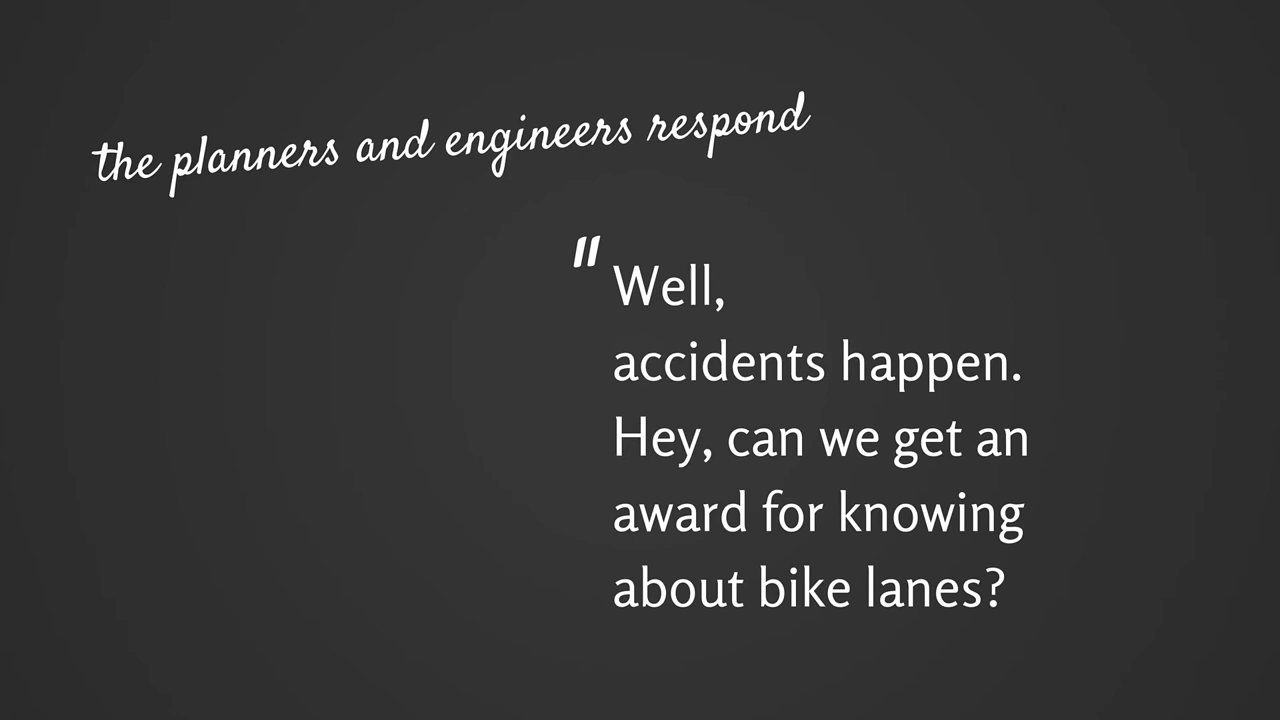 the planners and engineers respond
"Well,
accidents happen.
Hey, can we get an
award for knowing
about bike lanes?